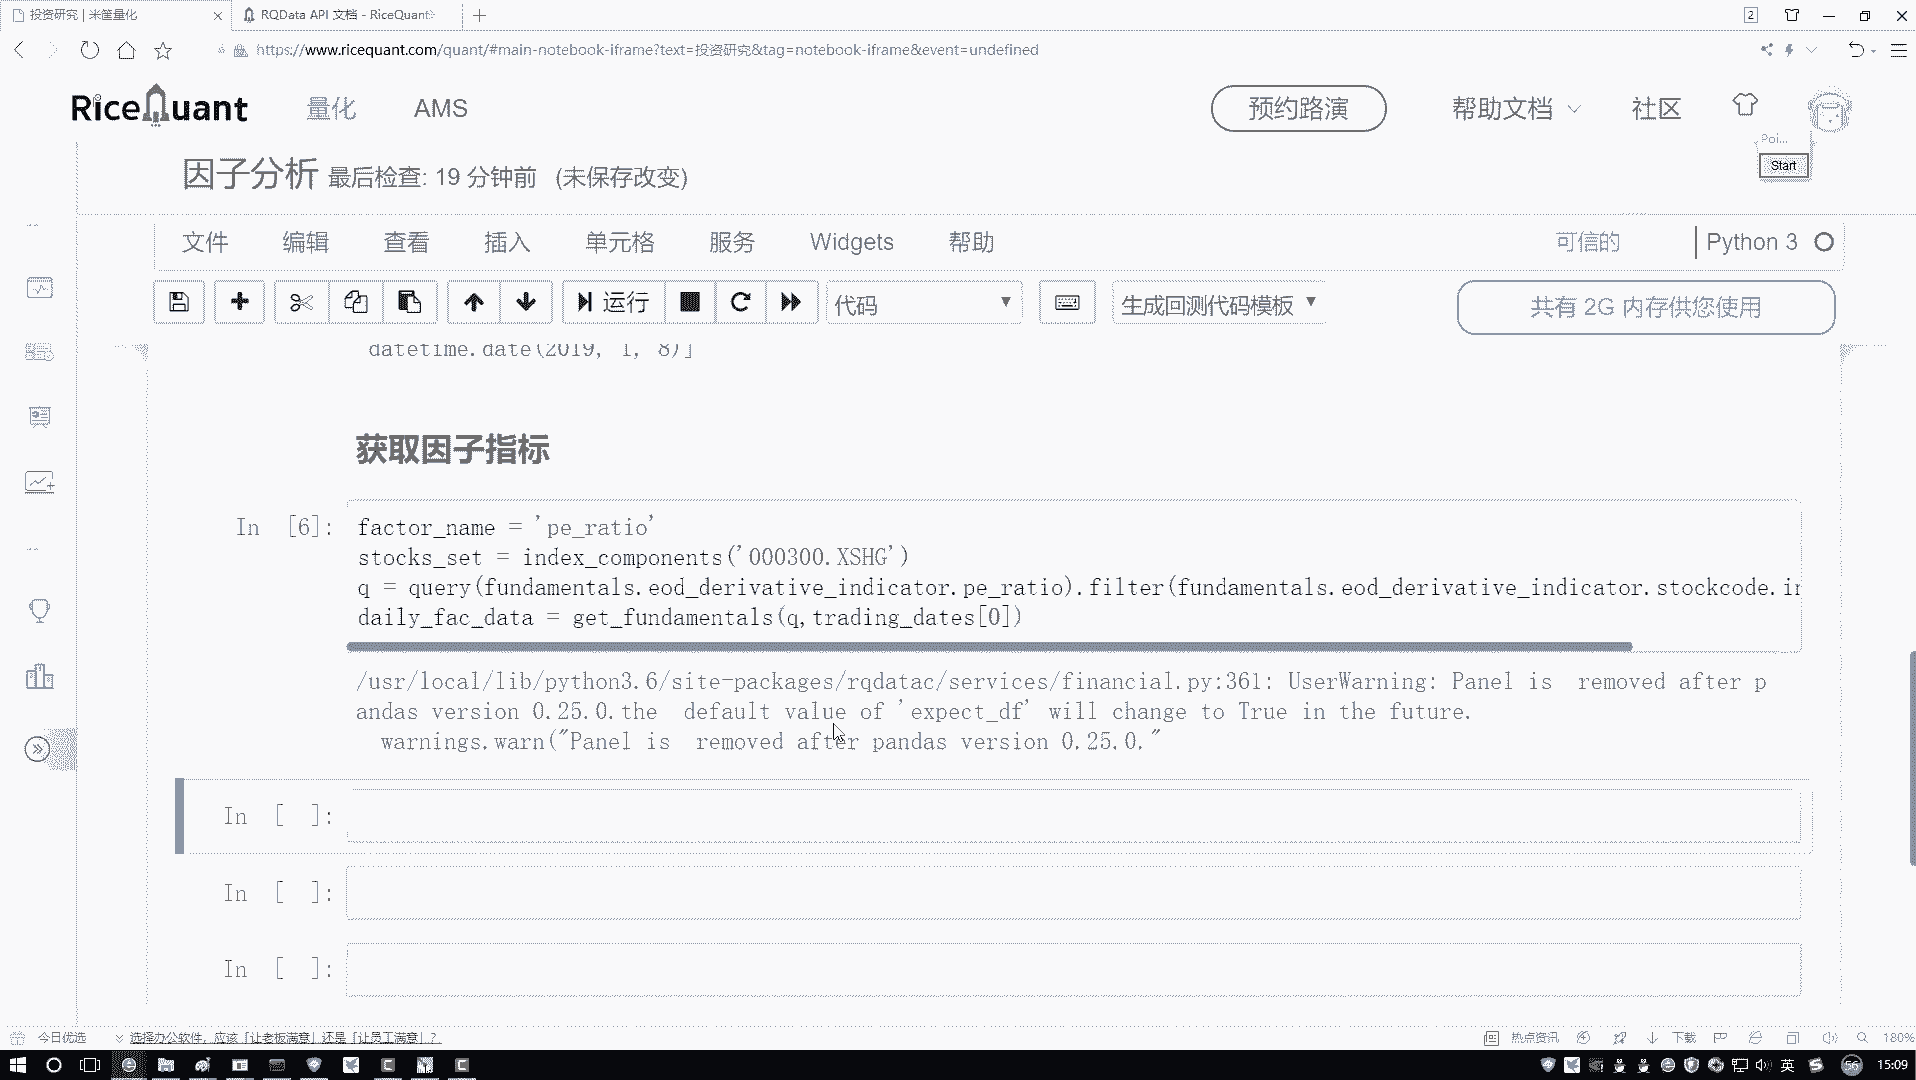 投资研究 | 米筐量化
RQData API 文档 - RiceQuant
2
https://www.ricequant.com/quant/#main-notebook-iframe?text=投资研究&tag=notebook-iframe&event=undefined
RiceQuant
量化
AMS
预约路演
帮助文档
社区
Poi...
Start
因子分析 最后检查: 19 分钟前 (未保存改变)
文件 编辑 查看 插入 单元格 服务 Widgets 帮助
可信的
Python 3
运行
代码
生成回测代码模板
共有 2G 内存供您使用
datetime.date(2019, 1, 8)]
获取因子指标
In [6]:
factor_name = 'pe_ratio'
stocks_set = index_components('000300.XSHG')
q = query(fundamentals.eod_derivative_indicator.pe_ratio).filter(fundamentals.eod_derivative_indicator.stockcode.in
daily_fac_data = get_fundamentals(q,trading_dates[0])
/usr/local/lib/python3.6/site-packages/rqdatac/services/financial.py:361: UserWarning: Panel is  removed after p
andas version 0.25.0.the  default value of 'expect_df' will change to True in the future.
warnings.warn("Panel is  removed after pandas version 0.25.0."
In [ ]:
In [ ]:
In [ ]:
今日优选
选择办公软件，应该「让老板满意」还是「让员工满意」？
热点资讯
下载
180%
英
56
15:09